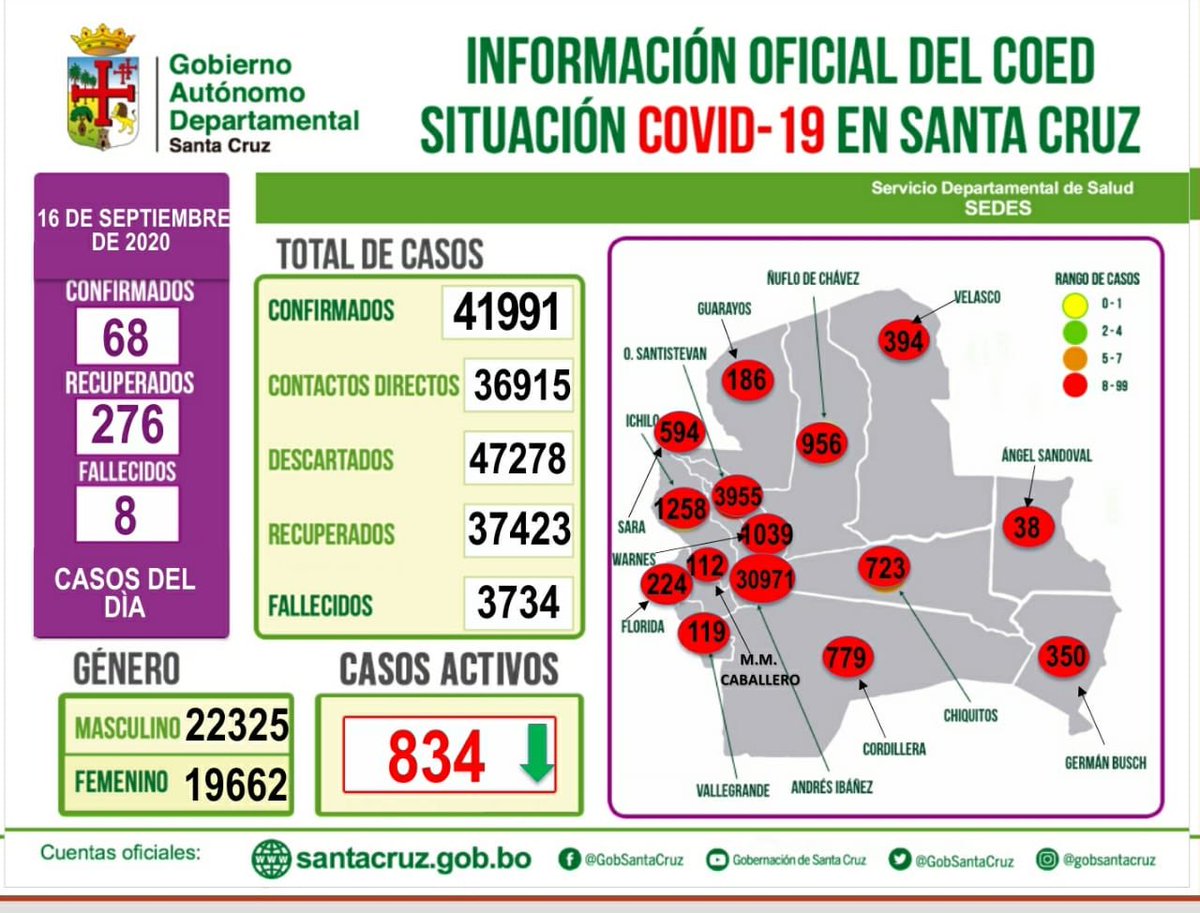 Gobierno
Autónomo
Departamental
Santa Cruz
INFORMACIÓN OFICIAL DEL COED
SITUACIÓN COVID-19 EN SANTA CRUZ
Servicio Departamental de Salud
SEDES
16 DE SEPTIEMBRE
DE 2020
CONFIRMADOS
68
RECUPERADOS
276
FALLECIDOS
8
CASOS DEL
DÌA
TOTAL DE CASOS
CONFIRMADOS 41991
CONTACTOS DIRECTOS 36915
DESCARTADOS 47278
RECUPERADOS 37423
FALLECIDOS 3734
GÉNERO
MASCULINO 22325
FEMENINO 19662
CASOS ACTIVOS
834
ÑUFLO DE CHÁVEZ
VELASCO
GUARAYOS
394
O. SANTISTEVAN
186
ICHILO
594
956
ÁNGEL SANDOVAL
3955
1258
SARA
1039
38
WARNES
112
723
224
30971
FLORIDA
119
M.M.
CABALLERO
779
350
CHIQUITOS
CORDILLERA
GERMÁN BUSCH
VALLEGRANDE
ANDRÉS IBÁÑEZ
RANGO DE CASOS
0 - 1
2 - 4
5 - 7
8 - 99
Cuentas oficiales:
www
santacruz.gob.bo
@GobSantaCruz
Gobernación de Santa Cruz
@GobSantaCruz
@gobsantacruz